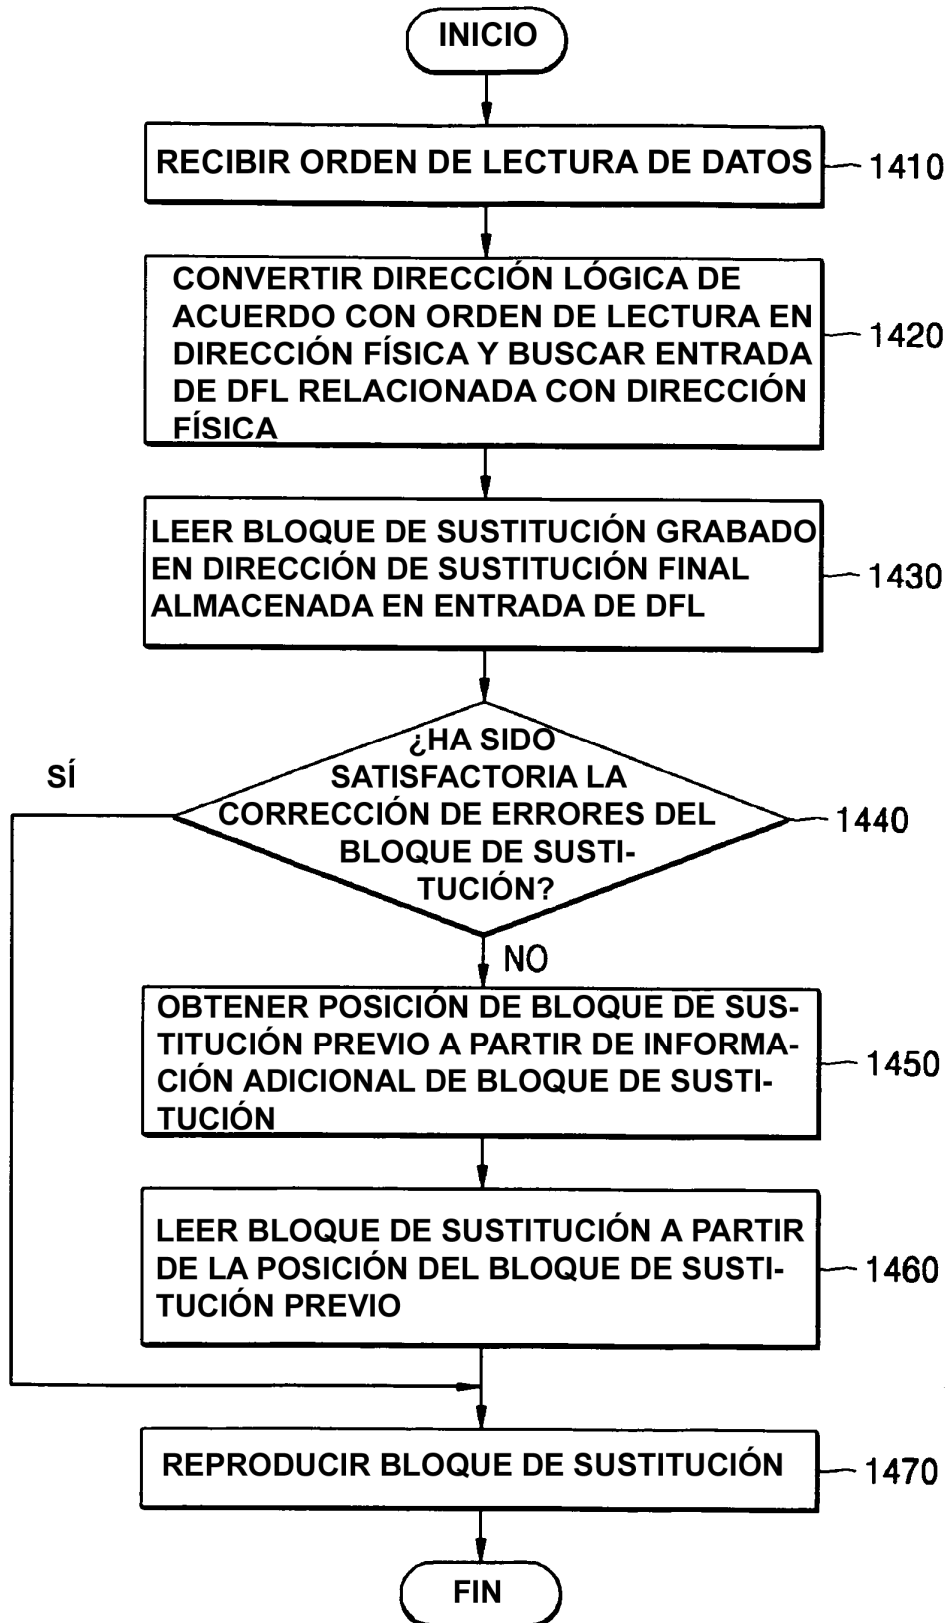 INICIO
RECIBIR ORDEN DE LECTURA DE DATOS
1410
CONVERTIR DIRECCIÓN LÓGICA DE
ACUERDO CON ORDEN DE LECTURA EN
DIRECCIÓN FÍSICA Y BUSCAR ENTRADA
DE DFL RELACIONADA CON DIRECCIÓN
FÍSICA
1420
LEER BLOQUE DE SUSTITUCIÓN GRABADO
EN DIRECCIÓN DE SUSTITUCIÓN FINAL
ALMACENADA EN ENTRADA DE DFL
1430
¿HA SIDO
SATISFACTORIA LA
CORRECCIÓN DE ERRORES DEL
BLOQUE DE SUSTI-
TUCIÓN?
1440
SÍ
NO
OBTENER POSICIÓN DE BLOQUE DE SUS-
TITUCIÓN PREVIO A PARTIR DE INFORMA-
CIÓN ADICIONAL DE BLOQUE DE SUSTI-
TUCIÓN
1450
LEER BLOQUE DE SUSTITUCIÓN A PARTIR
DE LA POSICIÓN DEL BLOQUE DE SUSTI-
TUCIÓN PREVIO
1460
REPRODUCIR BLOQUE DE SUSTITUCIÓN
1470
FIN